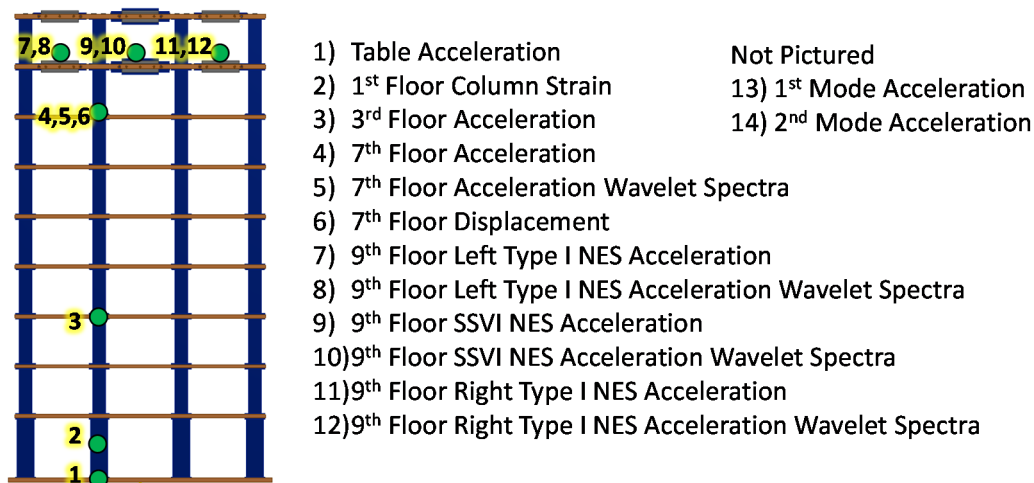 7,8 9,10 11,12
4,5,6
3
2
1
1) Table Acceleration
2) 1st Floor Column Strain
3) 3rd Floor Acceleration
4) 7th Floor Acceleration
5) 7th Floor Acceleration Wavelet Spectra
6) 7th Floor Displacement
7) 9th Floor Left Type I NES Acceleration
8) 9th Floor Left Type I NES Acceleration Wavelet Spectra
9) 9th Floor SSVI NES Acceleration
10)9th Floor SSVI NES Acceleration Wavelet Spectra
11)9th Floor Right Type I NES Acceleration
12)9th Floor Right Type I NES Acceleration Wavelet Spectra
Not Pictured
13) 1st Mode Acceleration
14) 2nd Mode Acceleration